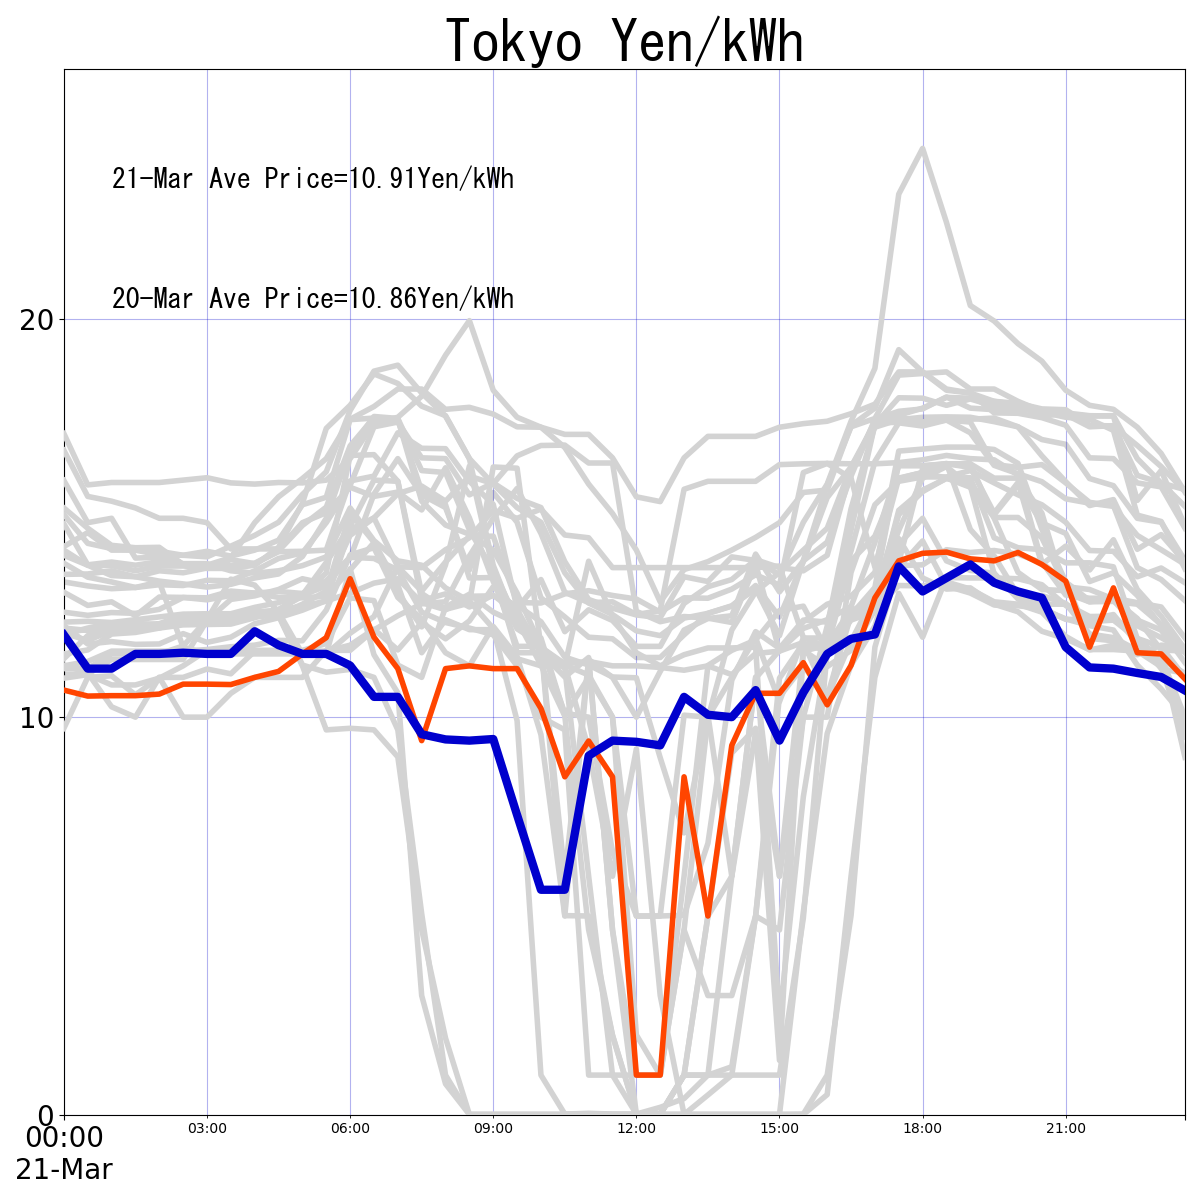 Tokyo Yen/kWh
21-Mar Ave Price=10.91Yen/kWh
20-Mar Ave Price=10.86Yen/kWh
20
10
0
00:00 03:00 06:00 09:00 12:00 15:00 18:00 21:00
21-Mar